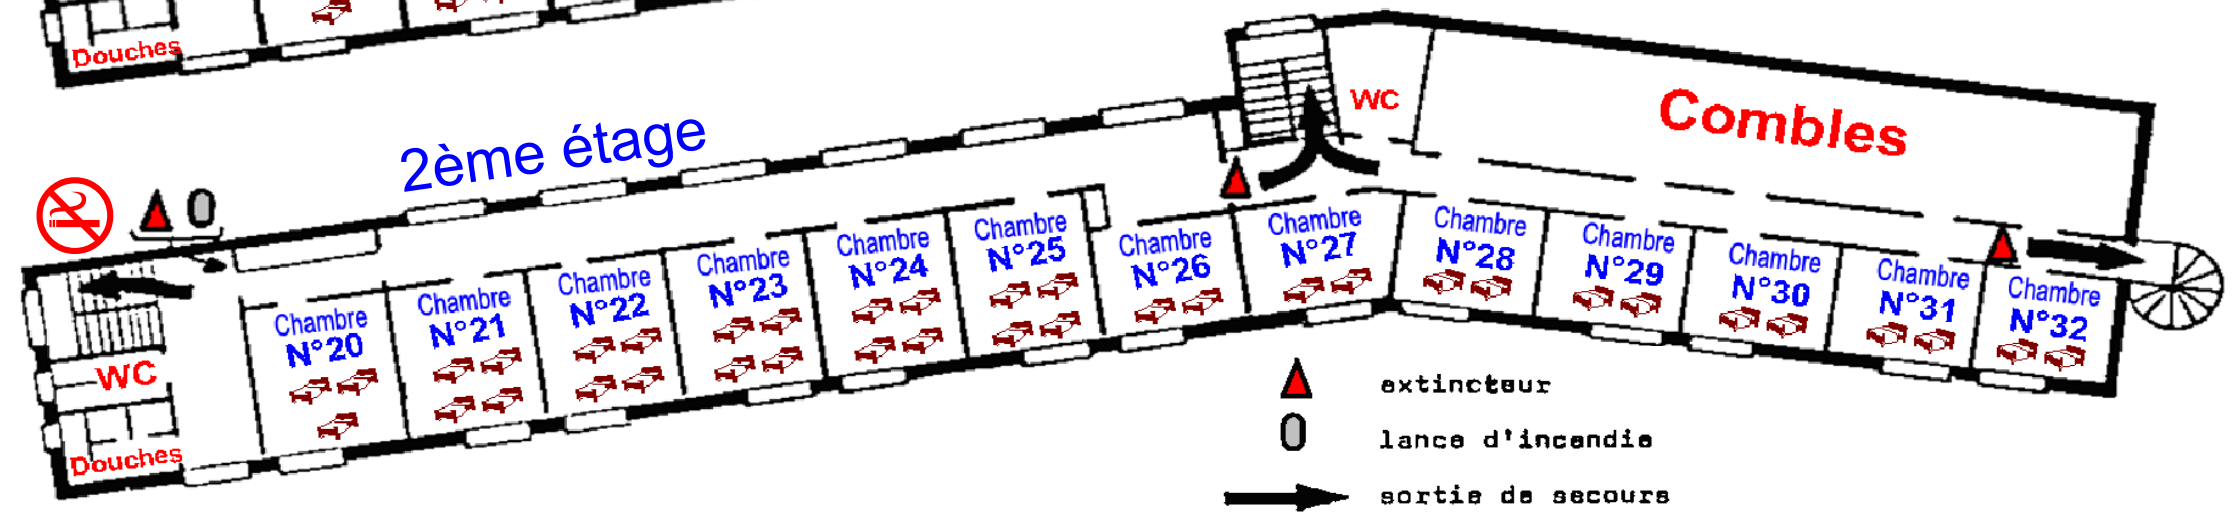 Douches
2ème étage
WC
Combles
Chambre
N°20
Chambre
N°21
Chambre
N°22
Chambre
N°23
Chambre
N°24
Chambre
N°25
Chambre
N°26
Chambre
N°27
Chambre
N°28
Chambre
N°29
Chambre
N°30
Chambre
N°31
Chambre
N°32
WC
Douches
extincteur
lance d'incendie
sortie de secours